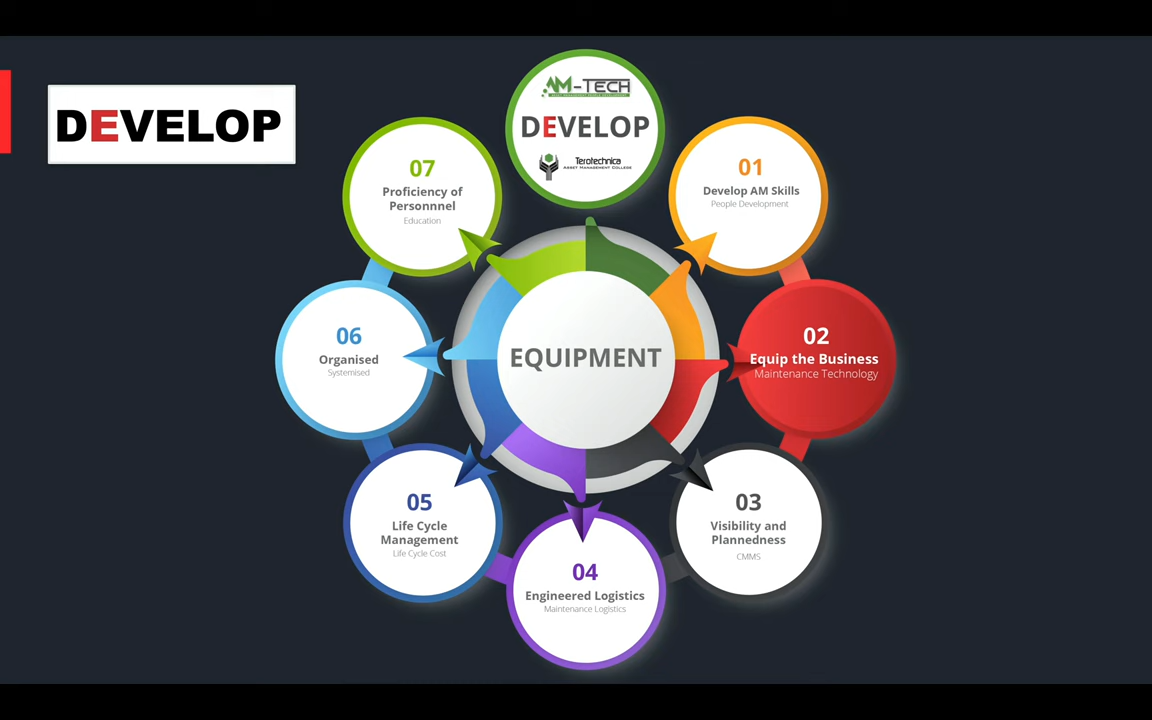 DEVELOP
AM-TECH
DEVELOP
Terotechnica
ASSET MANAGEMENT COLLEGE
01
Develop AM Skills
People Development
02
Equip the Business
Maintenance Technology
03
Visibility and
Plannedness
CMMS
04
Engineered Logistics
Maintenance Logistics
05
Life Cycle
Management
Life Cycle Cost
06
Organised
Systemised
07
Proficiency of
Personnnel
Education
EQUIPMENT